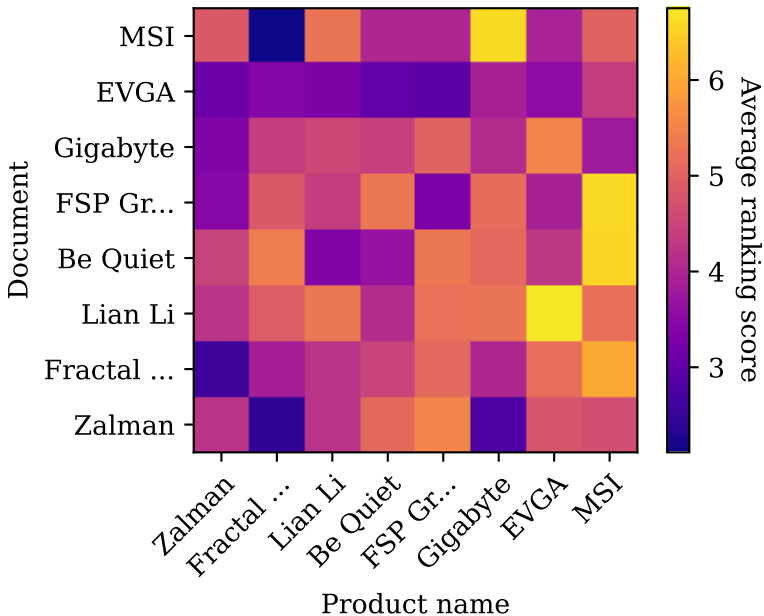 Document
MSI
EVGA
Gigabyte
FSP Gr...
Be Quiet
Lian Li
Fractal ...
Zalman
Zalman
Fractal ...
Lian Li
Be Quiet
FSP Gr...
Gigabyte
EVGA
MSI
Product name
6
5
4
3
Average ranking score